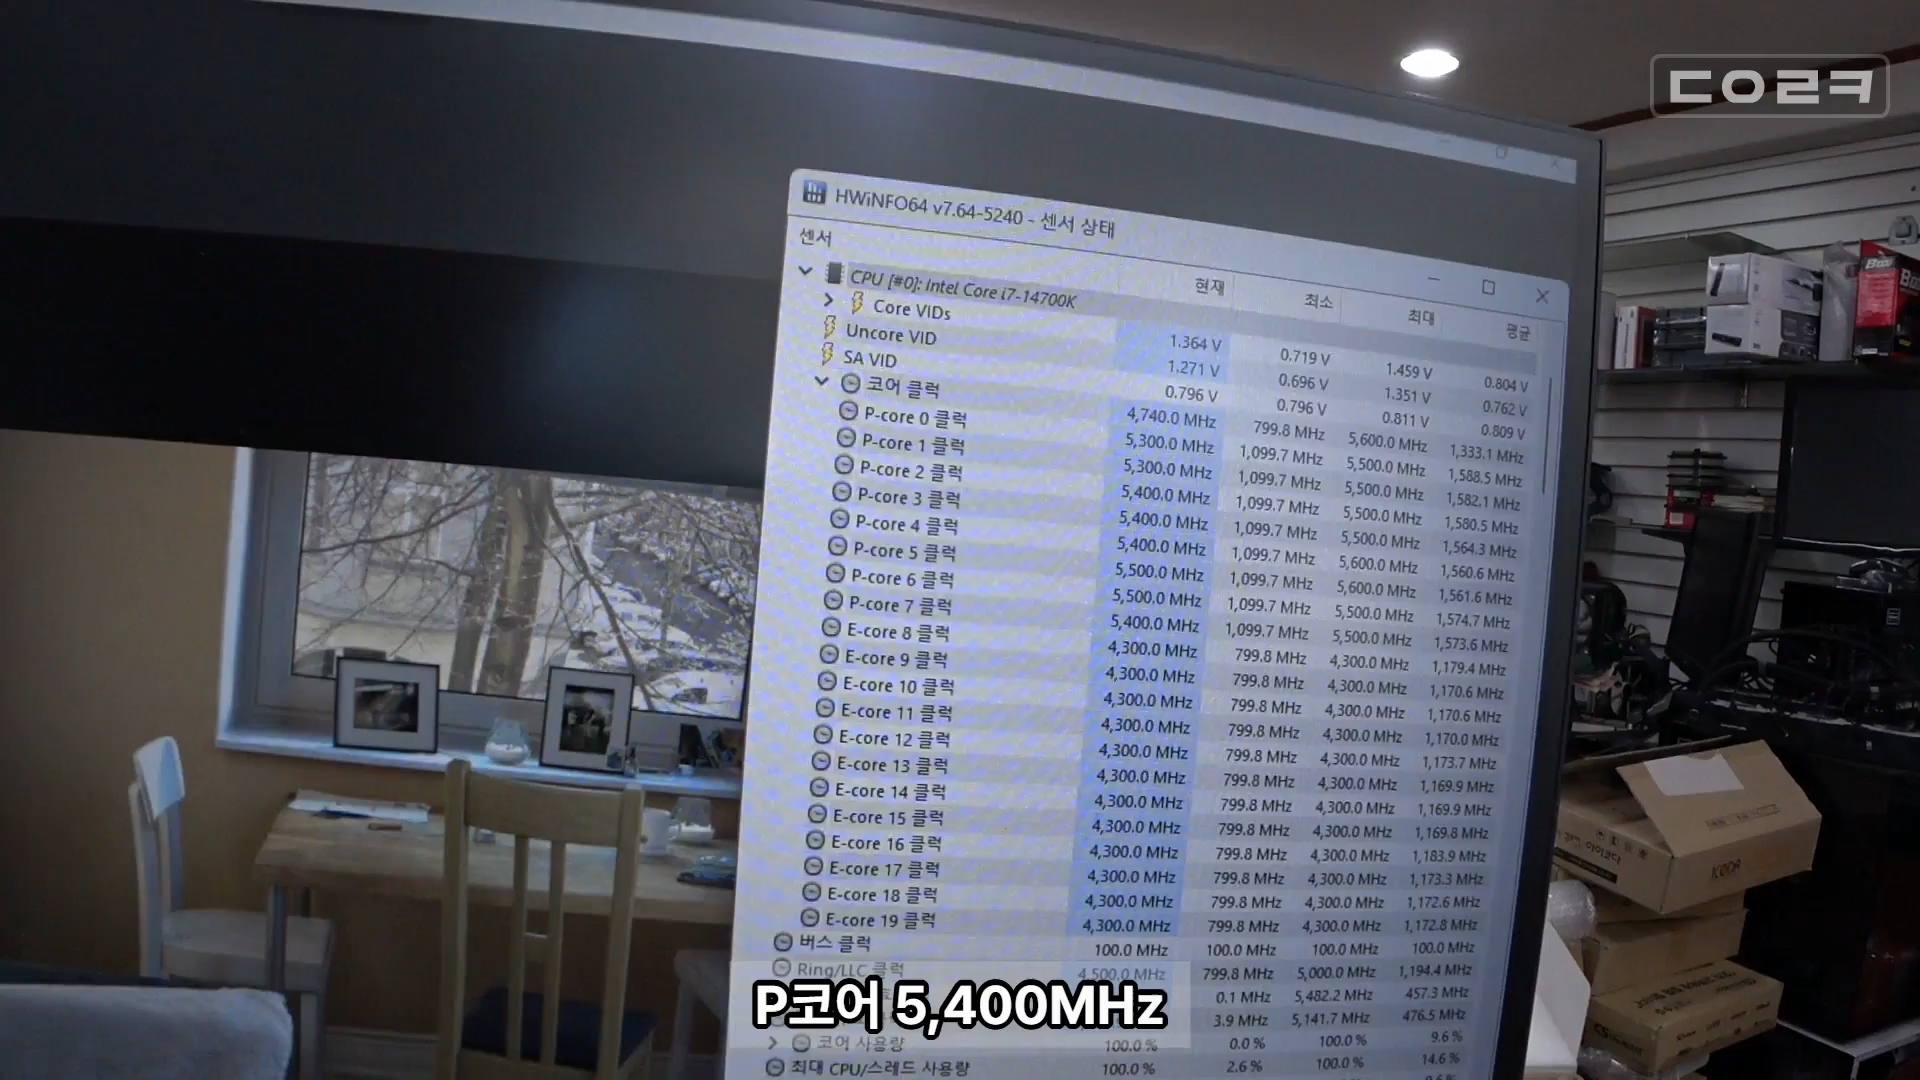 ㄷㅇㄹㅋ
HWiNFO64 v7.64-5240 - 센서 상태
센서 현재 최소 최대 평균
CPU [#0]: Intel Core i7-14700K
Core VIDs 1.364 V 0.719 V 1.459 V 0.804 V
Uncore VID 1.271 V 0.696 V 1.351 V 0.762 V
SA VID 0.796 V 0.796 V 0.811 V 0.809 V
코어 클럭 4,740.0 MHz 799.8 MHz 5,600.0 MHz 1,333.1 MHz
P-core 0 클럭 5,300.0 MHz 1,099.7 MHz 5,500.0 MHz 1,588.5 MHz
P-core 1 클럭 5,300.0 MHz 1,099.7 MHz 5,500.0 MHz 1,582.1 MHz
P-core 2 클럭 5,400.0 MHz 1,099.7 MHz 5,500.0 MHz 1,580.5 MHz
P-core 3 클럭 5,400.0 MHz 1,099.7 MHz 5,500.0 MHz 1,564.3 MHz
P-core 4 클럭 5,400.0 MHz 1,099.7 MHz 5,600.0 MHz 1,560.6 MHz
P-core 5 클럭 5,500.0 MHz 1,099.7 MHz 5,600.0 MHz 1,561.6 MHz
P-core 6 클럭 5,500.0 MHz 1,099.7 MHz 5,500.0 MHz 1,574.7 MHz
P-core 7 클럭 5,400.0 MHz 1,099.7 MHz 5,500.0 MHz 1,573.6 MHz
E-core 8 클럭 4,300.0 MHz 799.8 MHz 4,300.0 MHz 1,179.4 MHz
E-core 9 클럭 4,300.0 MHz 799.8 MHz 4,300.0 MHz 1,170.6 MHz
E-core 10 클럭 4,300.0 MHz 799.8 MHz 4,300.0 MHz 1,170.6 MHz
E-core 11 클럭 4,300.0 MHz 799.8 MHz 4,300.0 MHz 1,170.0 MHz
E-core 12 클럭 4,300.0 MHz 799.8 MHz 4,300.0 MHz 1,173.7 MHz
E-core 13 클럭 4,300.0 MHz 799.8 MHz 4,300.0 MHz 1,169.9 MHz
E-core 14 클럭 4,300.0 MHz 799.8 MHz 4,300.0 MHz 1,169.9 MHz
E-core 15 클럭 4,300.0 MHz 799.8 MHz 4,300.0 MHz 1,169.8 MHz
E-core 16 클럭 4,300.0 MHz 799.8 MHz 4,300.0 MHz 1,183.9 MHz
E-core 17 클럭 4,300.0 MHz 799.8 MHz 4,300.0 MHz 1,173.3 MHz
E-core 18 클럭 4,300.0 MHz 799.8 MHz 4,300.0 MHz 1,172.6 MHz
E-core 19 클럭 4,300.0 MHz 799.8 MHz 4,300.0 MHz 1,172.8 MHz
버스 클럭 100.0 MHz 100.0 MHz 100.0 MHz 100.0 MHz
Ring/LLC 클럭 4,500.0 MHz 799.8 MHz 5,000.0 MHz 1,194.4 MHz
0.1 MHz 5,482.2 MHz 457.3 MHz
3.9 MHz 5,141.7 MHz 476.5 MHz
코어 사용량 100.0 % 0.0 % 100.0 % 9.6 %
최대 CPU/스레드 사용량 100.0 % 2.6 % 100.0 % 14.6 %
P코어 5,400MHz
ICODA